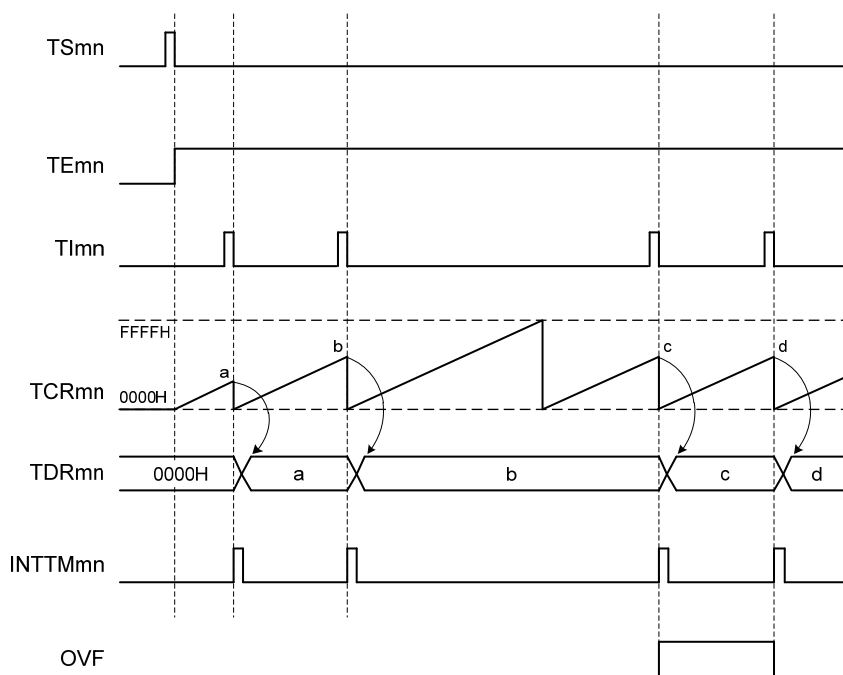 TSmn
TEmn
TImn
TCRmn
FFFFH
0000H
a
b
c
d
TDRmn
0000H
a
b
c
d
INTTMmn
OVF